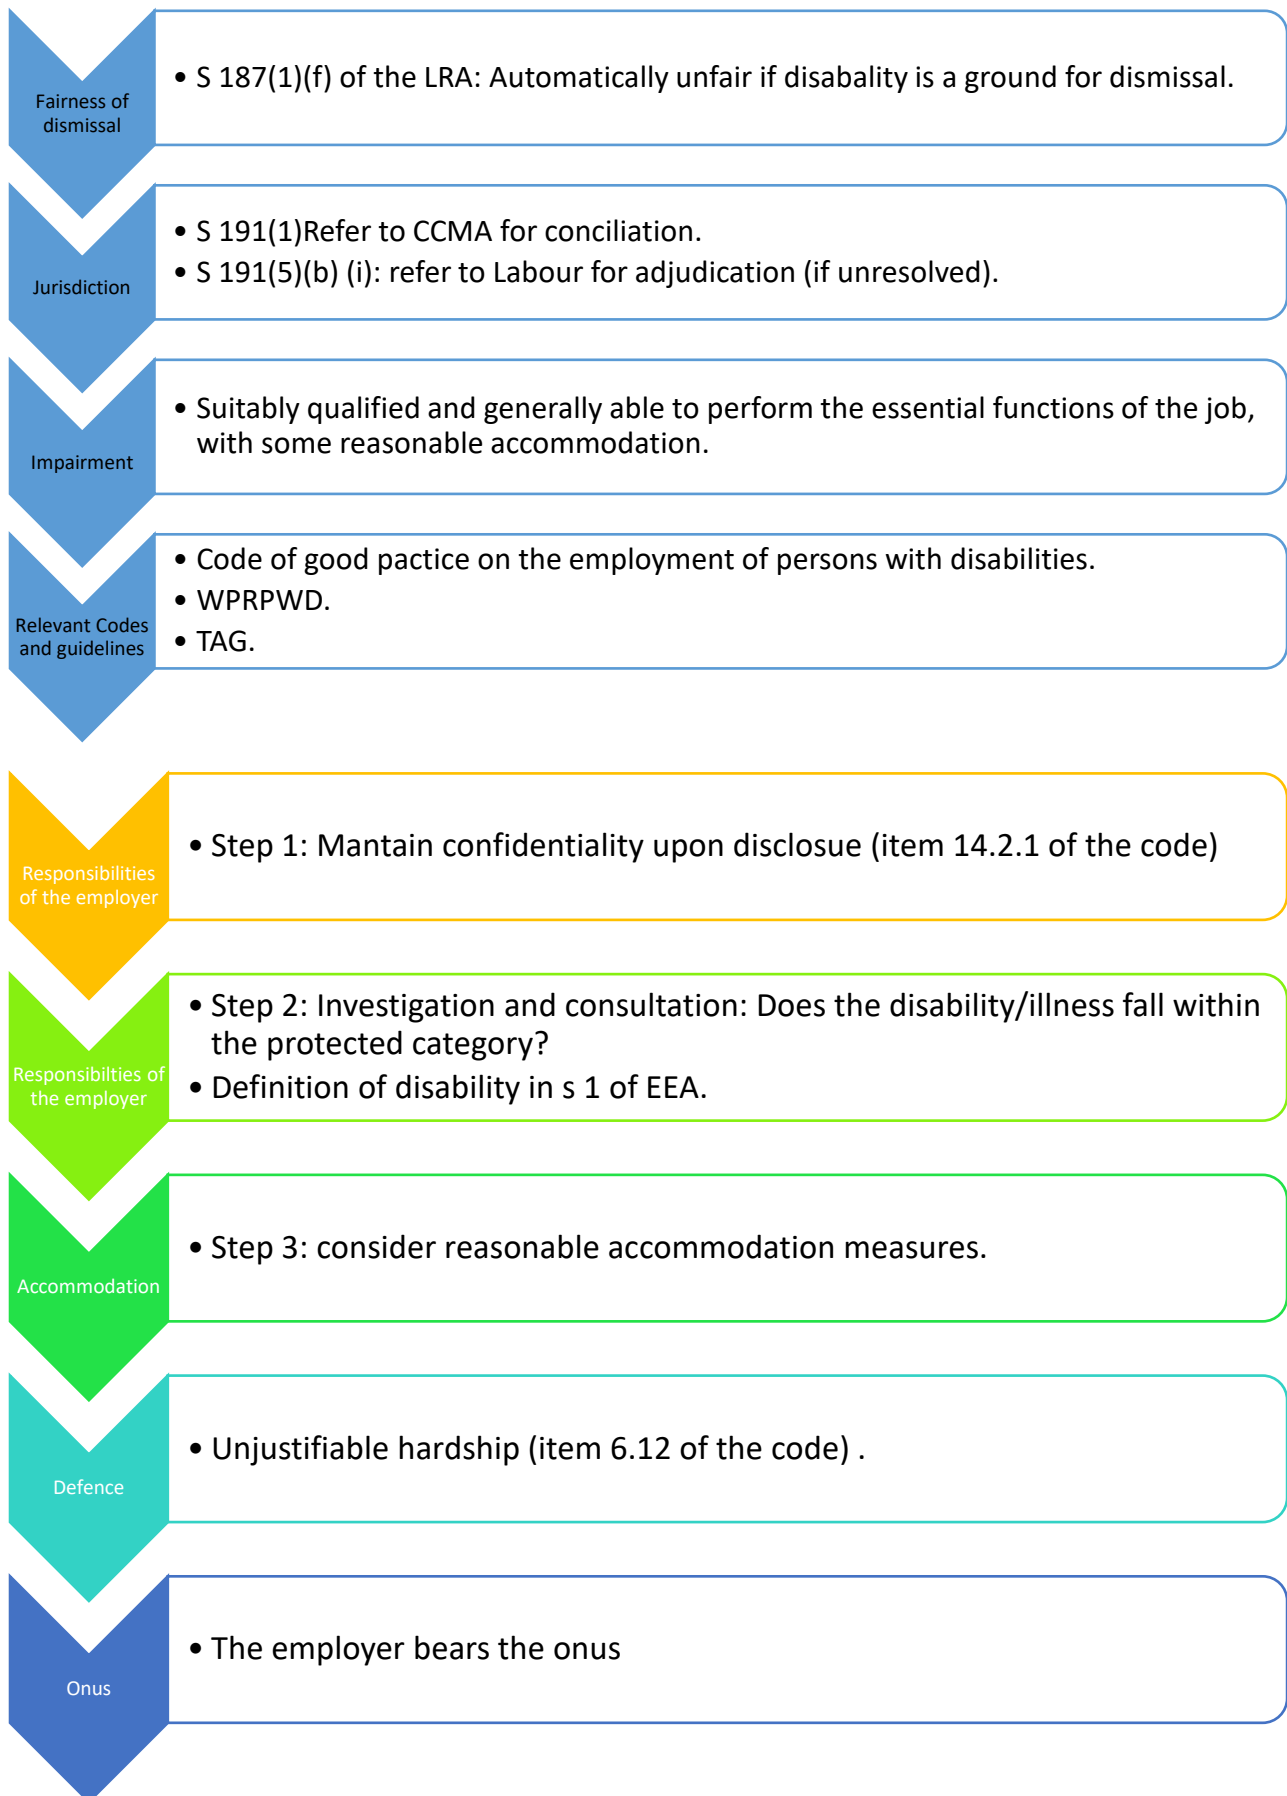 Fairness of
dismissal
• S 187(1)(f) of the LRA: Automatically unfair if disabality is a ground for dismissal.
Jurisdiction
• S 191(1)Refer to CCMA for conciliation.
• S 191(5)(b) (i): refer to Labour for adjudication (if unresolved).
Impairment
• Suitably qualified and generally able to perform the essential functions of the job,
with some reasonable accommodation.
Relevant Codes
and guidelines
• Code of good pactice on the employment of persons with disabilities.
• WPRPWD.
• TAG.
Responsibilities
of the employer
• Step 1: Mantain confidentiality upon disclosue (item 14.2.1 of the code)
Responsibilties of
the employer
• Step 2: Investigation and consultation: Does the disability/illness fall within
the protected category?
• Definition of disability in s 1 of EEA.
Accommodation
• Step 3: consider reasonable accommodation measures.
Defence
• Unjustifiable hardship (item 6.12 of the code) .
Onus
• The employer bears the onus